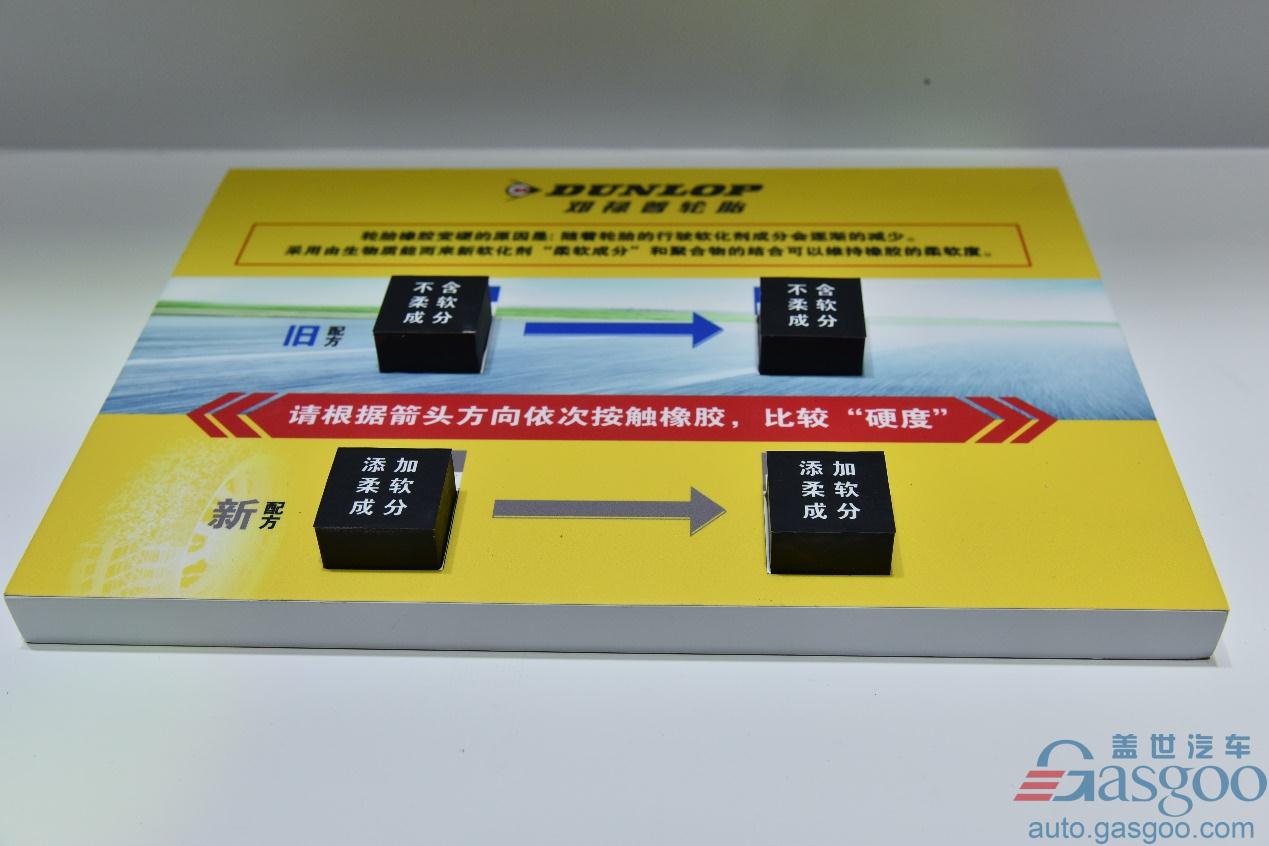 DUNLOP
邓禄普轮胎
轮胎橡胶变硬的原因是：随着轮胎的行驶软化剂成分会逐渐的减少。
采用由生物质能而来新软化剂“柔软成分”和聚合物的结合可以维持橡胶的柔软度。
旧配方
不含
柔软
成分
不含
柔软
成分
请根据箭头方向依次按触橡胶，比较“硬度”
新配方
添加
柔软
成分
添加
柔软
成分
盖世汽车
Gasgoo
auto.gasgoo.com